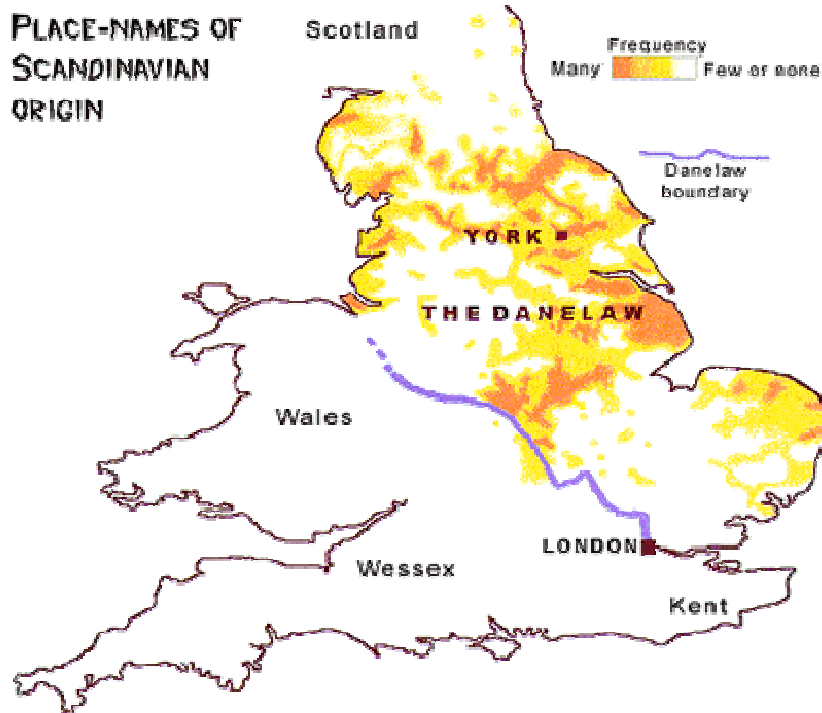 PLACE-NAMES OF
SCANDINAVIAN
ORIGIN
Scotland
Frequency
Many Few or none
Danelaw
boundary
YORK
THE DANELAW
Wales
LONDON
Wessex
Kent